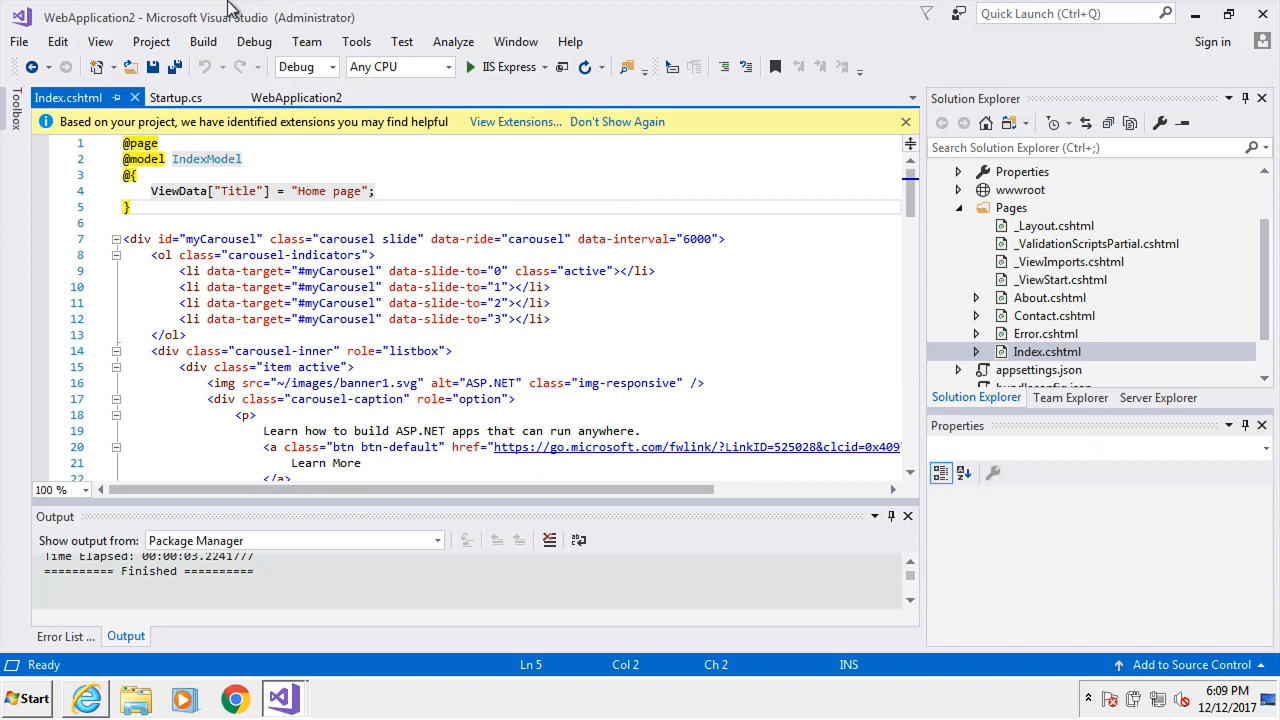 WebApplication2 - Microsoft Visual Studio (Administrator)
Quick Launch (Ctrl+Q)
File Edit View Project Build Debug Team Tools Test Analyze Window Help
Sign in
Debug Any CPU IIS Express
Toolbox
Index.cshtml Startup.cs WebApplication2
Based on your project, we have identified extensions you may find helpful View Extensions... Don't Show Again
1 @page
2 @model IndexModel
3 @{
4 ViewData["Title"] = "Home page";
5 }
6
7 <div id="myCarousel" class="carousel slide" data-ride="carousel" data-interval="6000">
8 <ol class="carousel-indicators">
9 <li data-target="#myCarousel" data-slide-to="0" class="active"></li>
10 <li data-target="#myCarousel" data-slide-to="1"></li>
11 <li data-target="#myCarousel" data-slide-to="2"></li>
12 <li data-target="#myCarousel" data-slide-to="3"></li>
13 </ol>
14 <div class="carousel-inner" role="listbox">
15 <div class="item active">
16 <img src="~/images/banner1.svg" alt="ASP.NET" class="img-responsive" />
17 <div class="carousel-caption" role="option">
18 <p>
19 Learn how to build ASP.NET apps that can run anywhere.
20 <a class="btn btn-default" href="https://go.microsoft.com/fwlink/?LinkID=525028&clcid=0x409
21 Learn More
22 </a>
100 %
Output
Show output from: Package Manager
Time Elapsed: 00:00:03.2241777
========== Finished ==========
Error List ... Output
Solution Explorer
Search Solution Explorer (Ctrl+;)
Properties
wwwroot
Pages
_Layout.cshtml
_ValidationScriptsPartial.cshtml
_ViewImports.cshtml
_ViewStart.cshtml
About.cshtml
Contact.cshtml
Error.cshtml
Index.cshtml
appsettings.json
bundleconfig.json
Solution Explorer Team Explorer Server Explorer
Properties
Ready Ln 5 Col 2 Ch 2 INS Add to Source Control
Start
6:09 PM
12/12/2017